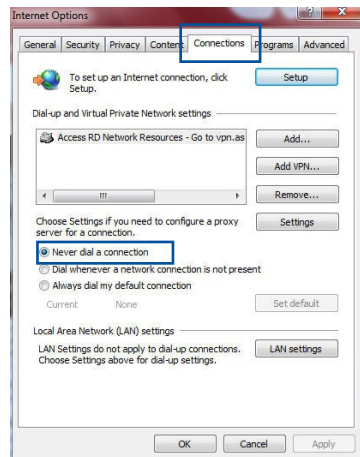 Internet Options
General Security Privacy Content Connections Programs Advanced
To set up an Internet connection, click
Setup.
Setup
Dial-up and Virtual Private Network settings
Access RD Network Resources - Go to vpn.as
Add...
Add VPN...
Remove...
Choose Settings if you need to configure a proxy
server for a connection.
Settings
Never dial a connection
Dial whenever a network connection is not present
Always dial my default connection
Current None
Set default
Local Area Network (LAN) settings
LAN Settings do not apply to dial-up connections.
Choose Settings above for dial-up settings.
LAN settings
OK Cancel Apply